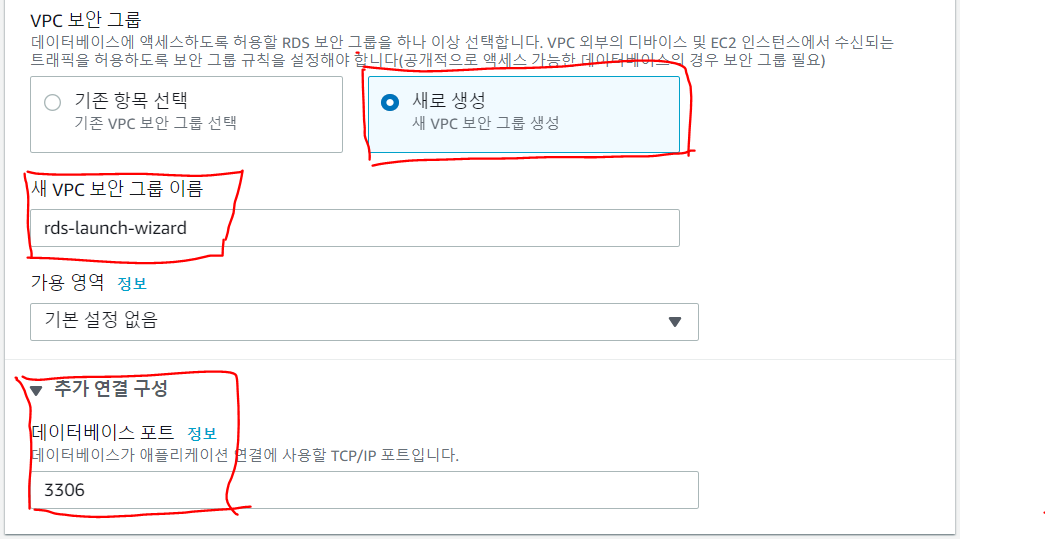 VPC 보안 그룹
데이터베이스에 액세스하도록 허용할 RDS 보안 그룹을 하나 이상 선택합니다. VPC 외부의 디바이스 및 EC2 인스턴스에서 수신되는
트래픽을 허용하도록 보안 그룹 규칙을 설정해야 합니다(공개적으로 액세스 가능한 데이터베이스의 경우 보안 그룹 필요)
기존 항목 선택
기존 VPC 보안 그룹 선택
새로 생성
새 VPC 보안 그룹 생성
새 VPC 보안 그룹 이름
rds-launch-wizard
가용 영역 정보
기본 설정 없음
추가 연결 구성
데이터베이스 포트 정보
데이터베이스가 애플리케이션 연결에 사용할 TCP/IP 포트입니다.
3306